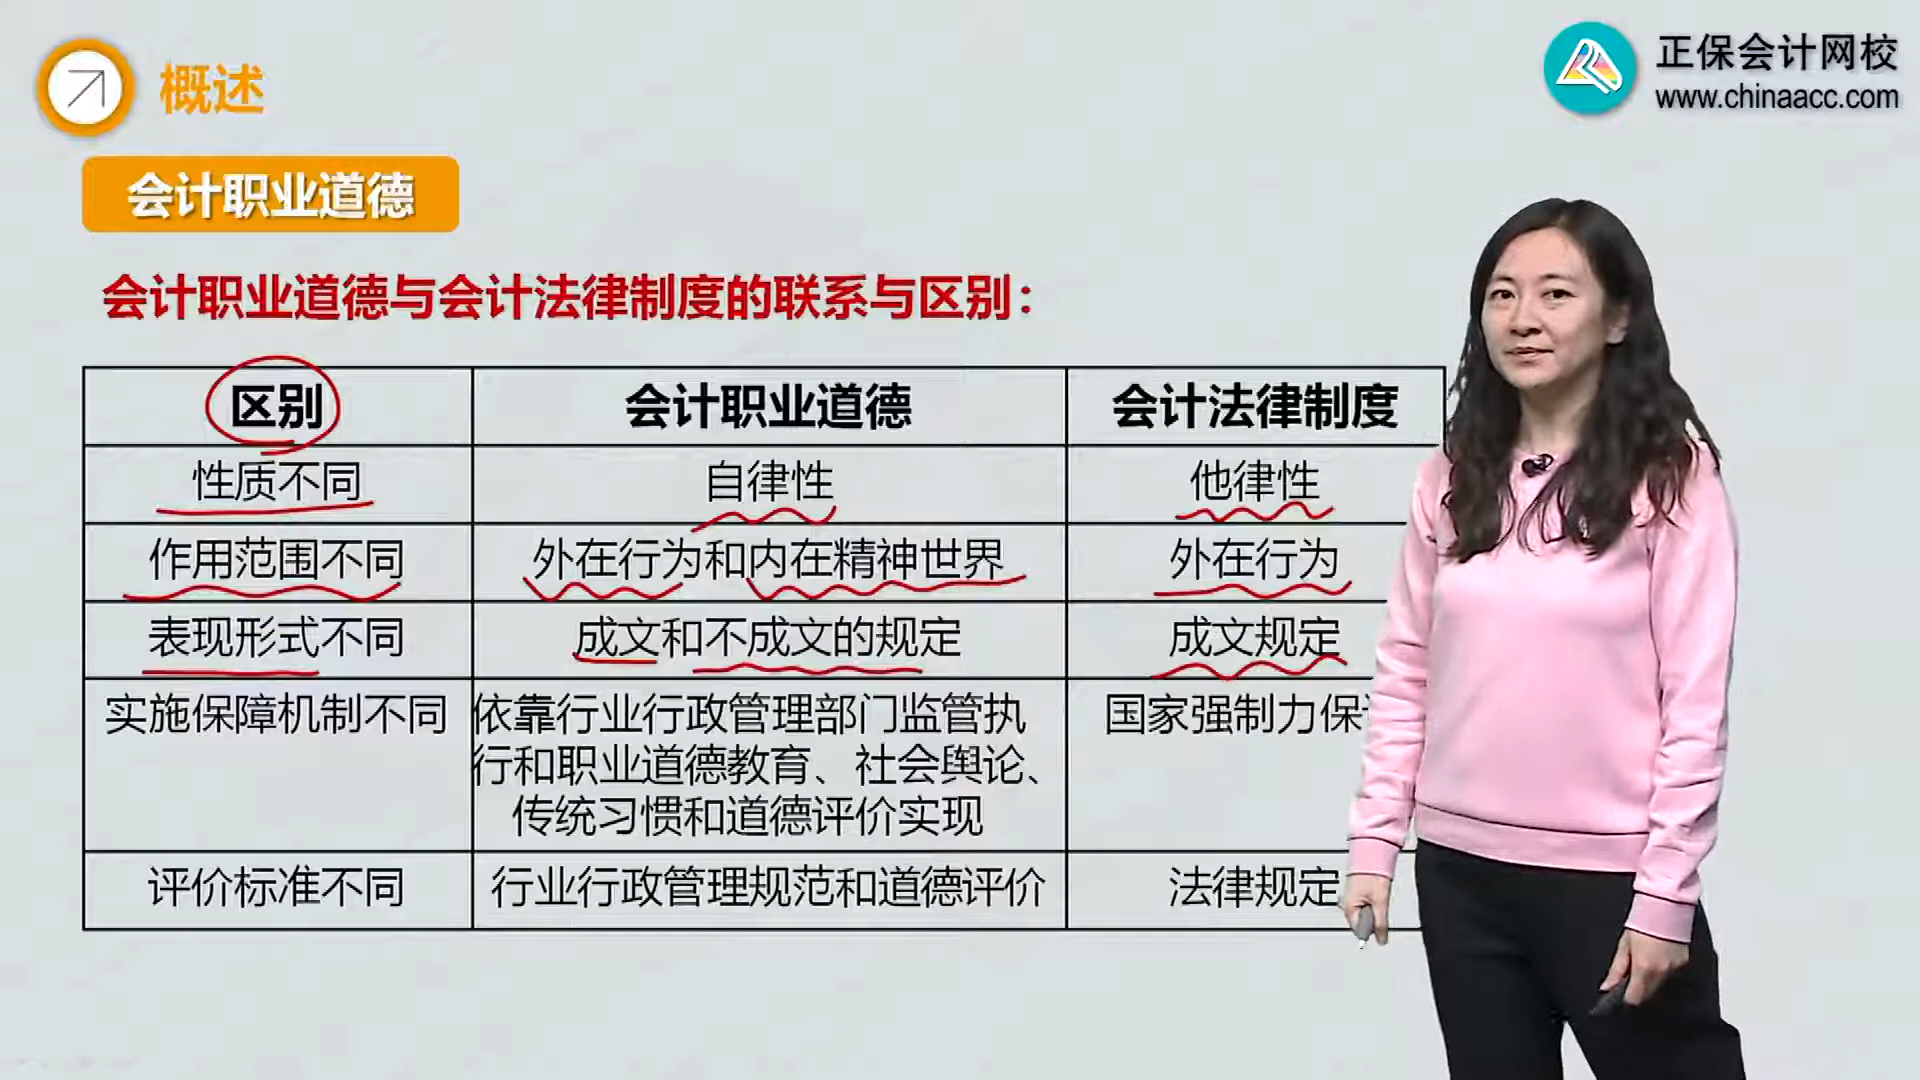 概述
正保会计网校
www.chinaacc.com
会计职业道德
会计职业道德与会计法律制度的联系与区别：
区别 会计职业道德 会计法律制度
性质不同 自律性 他律性
作用范围不同 外在行为和内在精神世界 外在行为
表现形式不同 成文和不成文的规定 成文规定
实施保障机制不同 依靠行业行政管理部门监管执 国家强制力保
行和职业道德教育、社会舆论、
传统习惯和道德评价实现
评价标准不同 行业行政管理规范和道德评价 法律规定